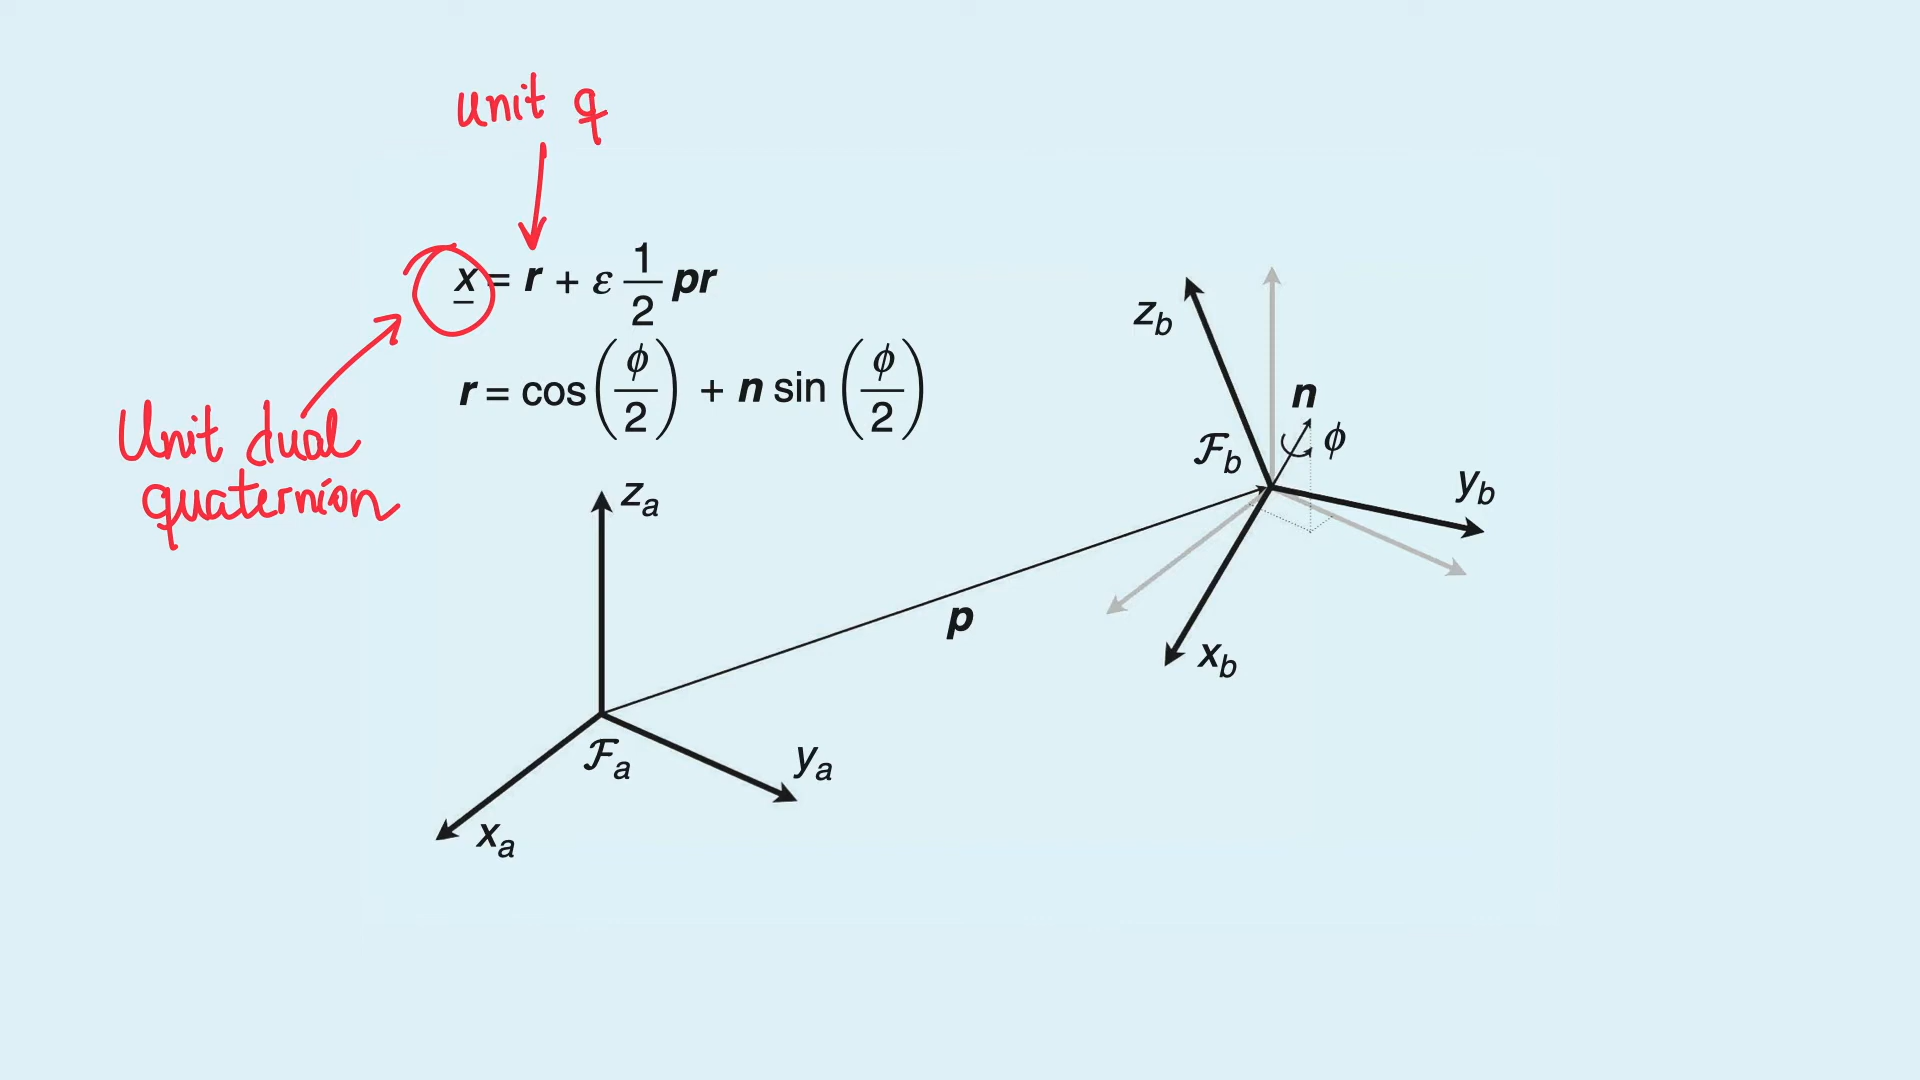 unit q
x = r + ε 1/2 pr
r = cos(ϕ/2) + n sin(ϕ/2)
Unit dual
quaternion
z_a
z_b
n
ϕ
ℱ_b
y_b
p
x_b
ℱ_a
y_a
x_a